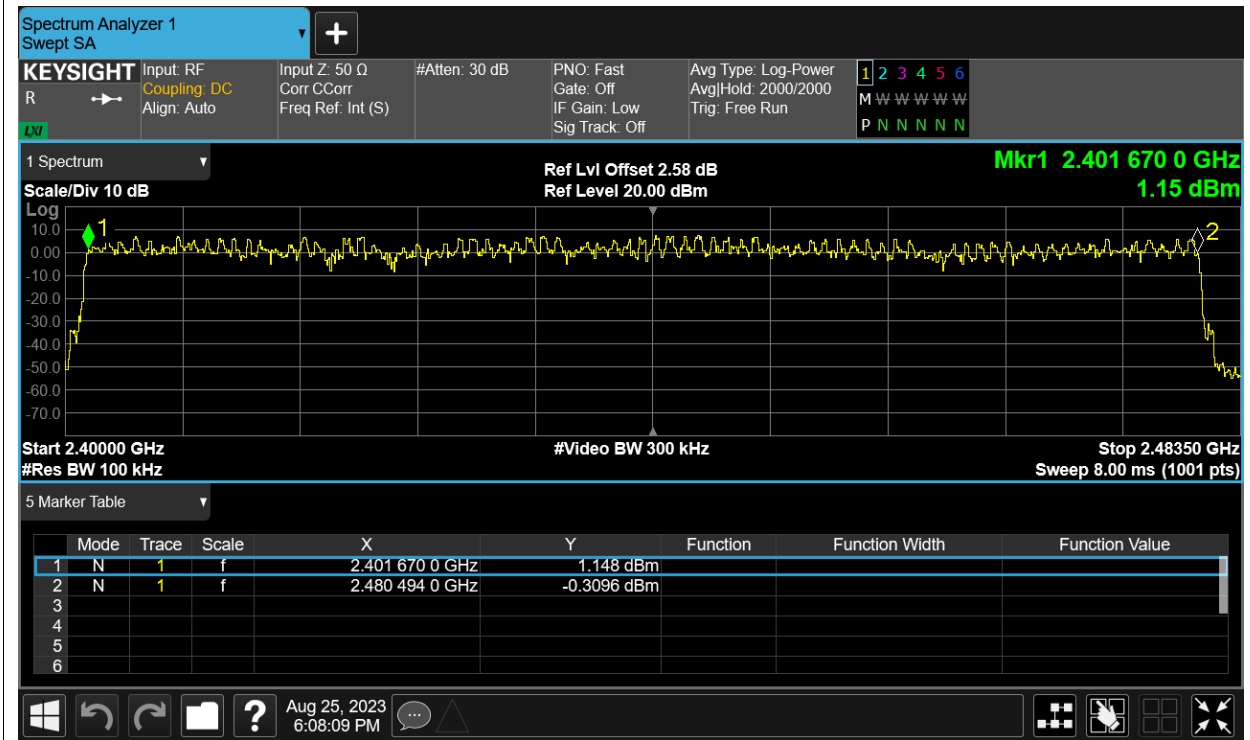 Spectrum Analyzer 1
Swept SA
KEYSIGHT Input: RF Input Z: 50 Ω #Atten: 30 dB PNO: Fast Avg Type: Log-Power 1 2 3 4 5 6
R Coupling: DC Corr CCorr Gate: Off Avg|Hold: 2000/2000 M W W W W W
Align: Auto Freq Ref: Int (S) IF Gain: Low Trig: Free Run
LXI Sig Track: Off P N N N N N
1 Spectrum
Scale/Div 10 dB
Ref Lvl Offset 2.58 dB
Ref Level 20.00 dBm
Mkr1 2.401 670 0 GHz
1.15 dBm
Log
10.0
0.00
-10.0
-20.0
-30.0
-40.0
-50.0
-60.0
-70.0
1
2
Start 2.40000 GHz #Video BW 300 kHz Stop 2.48350 GHz
#Res BW 100 kHz Sweep 8.00 ms (1001 pts)
5 Marker Table
Mode Trace Scale X Y Function Function Width Function Value
1 N 1 f 2.401 670 0 GHz 1.148 dBm
2 N 1 f 2.480 494 0 GHz -0.3096 dBm
3
4
5
6
? Aug 25, 2023
6:08:09 PM